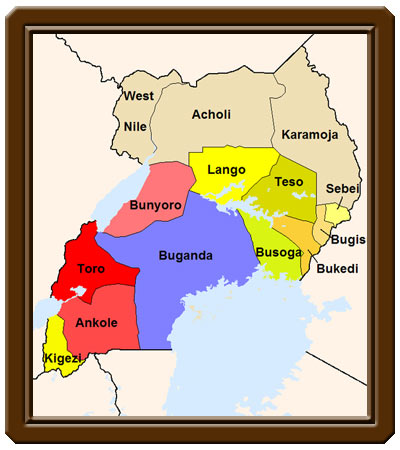 West
Nile
Acholi
Karamoja
Lango
Teso
Sebei
Bunyoro
Bugis
Buganda
Busoga
Bukedi
Toro
Ankole
Kigezi